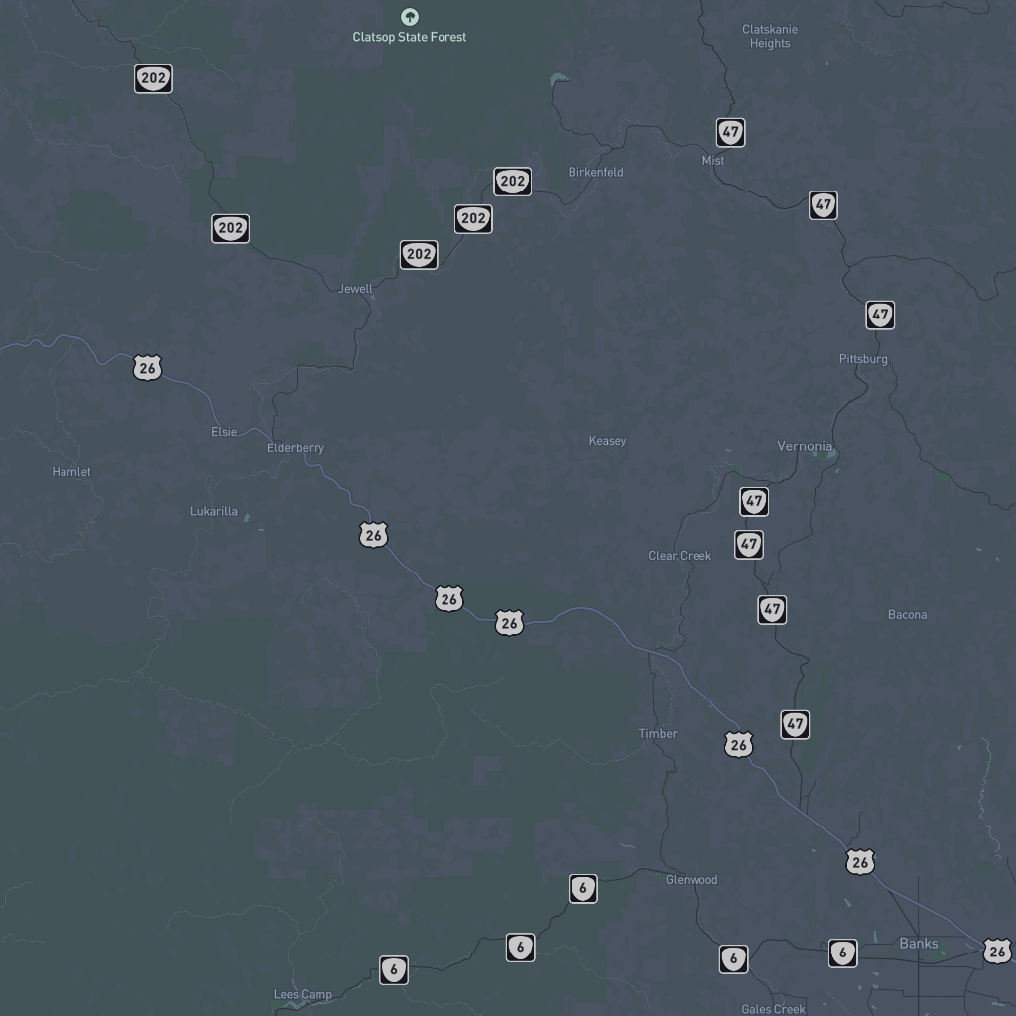 Clatsop State Forest
Clatskanie
Heights
202
47
Mist
202
Birkenfeld
47
202
202
202
Jewell
47
Pittsburg
26
Elsie
Elderberry
Keasey
Vernonia
Hamlet
47
Lukarilla
26
47
Clear Creek
26
47
Bacona
26
47
Timber
26
26
Glenwood
6
6
Banks
26
6
6
6
Lees Camp
Gales Creek